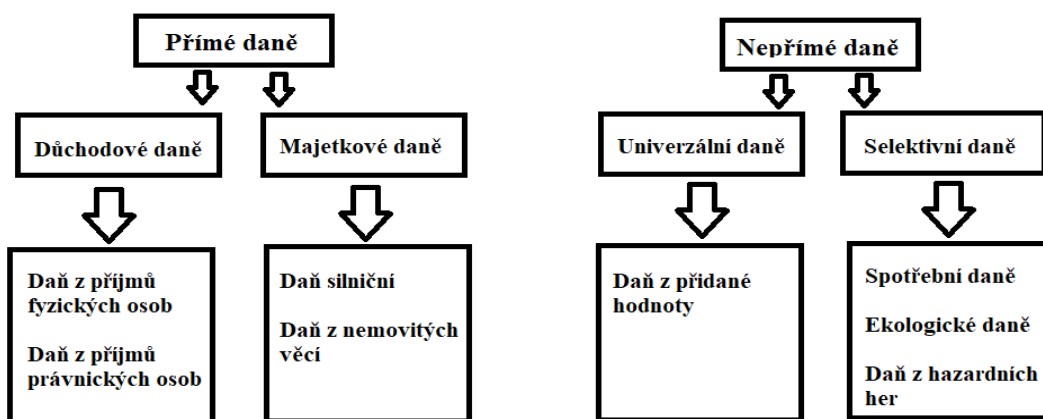 Přímé daně
Důchodové daně
Majetkové daně
Daň z příjmů
fyzických osob
Daň z příjmů
právnických osob
Daň silniční
Daň z nemovitých
věcí
Nepřímé daně
Univerzální daně
Selektivní daně
Daň z přidané
hodnoty
Spotřební daně
Ekologické daně
Daň z hazardních
her